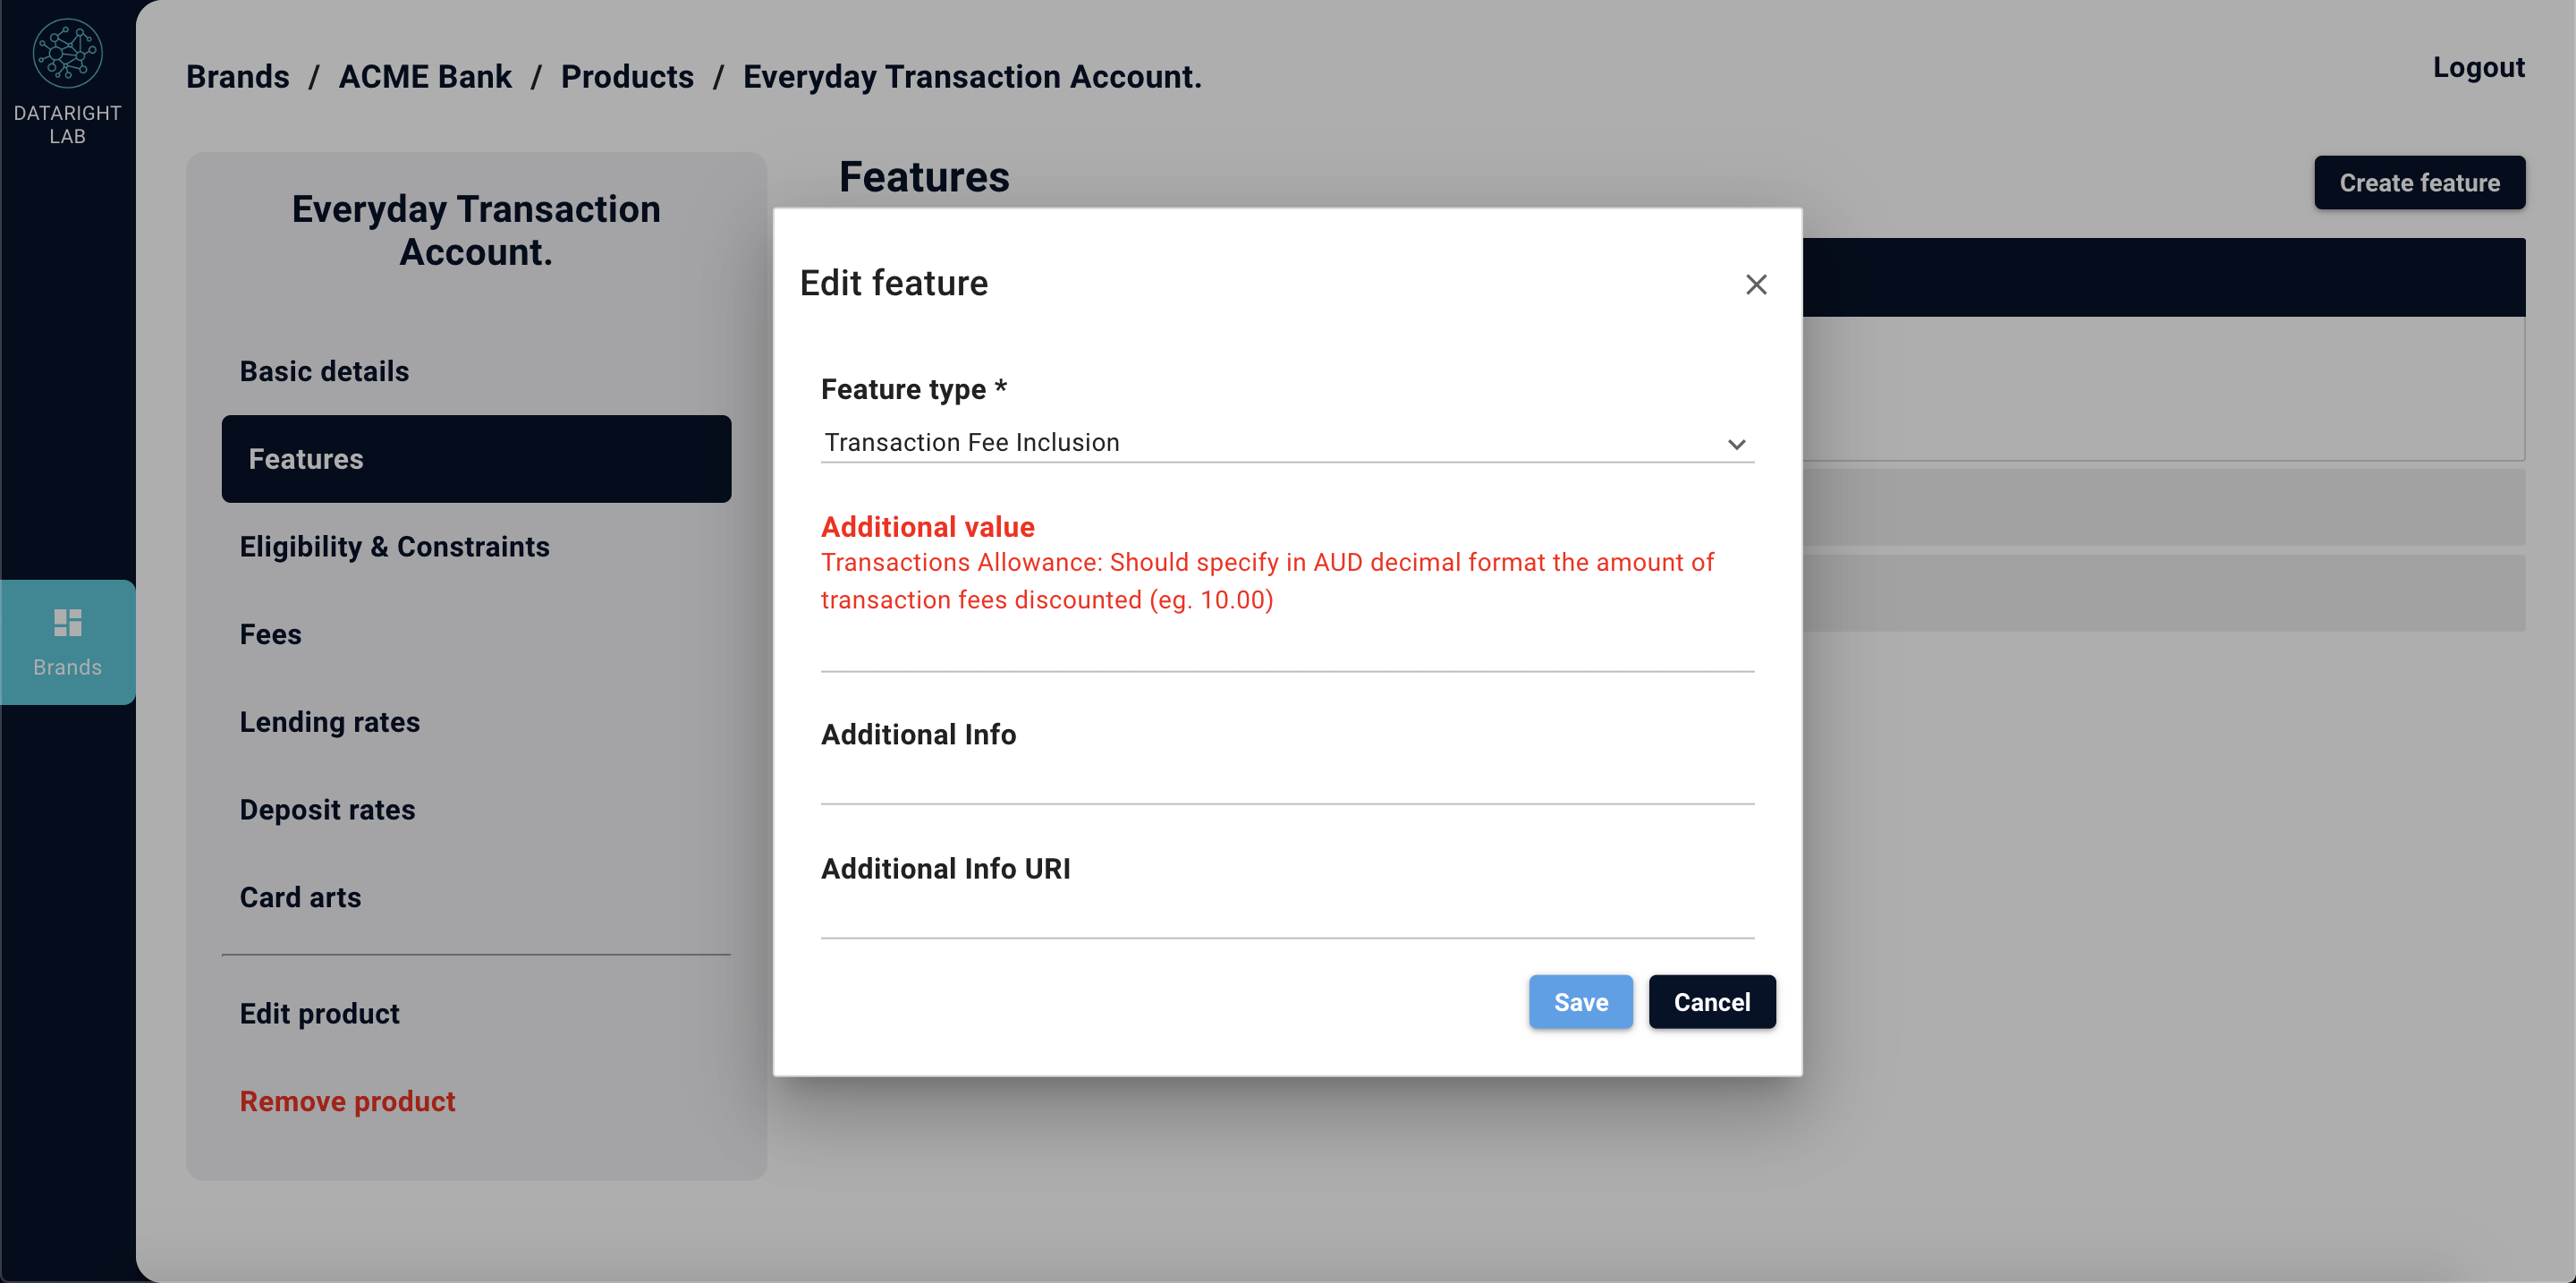 DATARIGHT
LAB
Brands
Brands / ACME Bank / Products / Everyday Transaction Account.
Logout
Everyday Transaction
Account.
Basic details
Features
Eligibility & Constraints
Fees
Lending rates
Deposit rates
Card arts
Edit product
Remove product
Features
Create feature
Edit feature
Feature type *
Transaction Fee Inclusion
Additional value
Transactions Allowance: Should specify in AUD decimal format the amount of
transaction fees discounted (eg. 10.00)
Additional Info
Additional Info URI
Save
Cancel